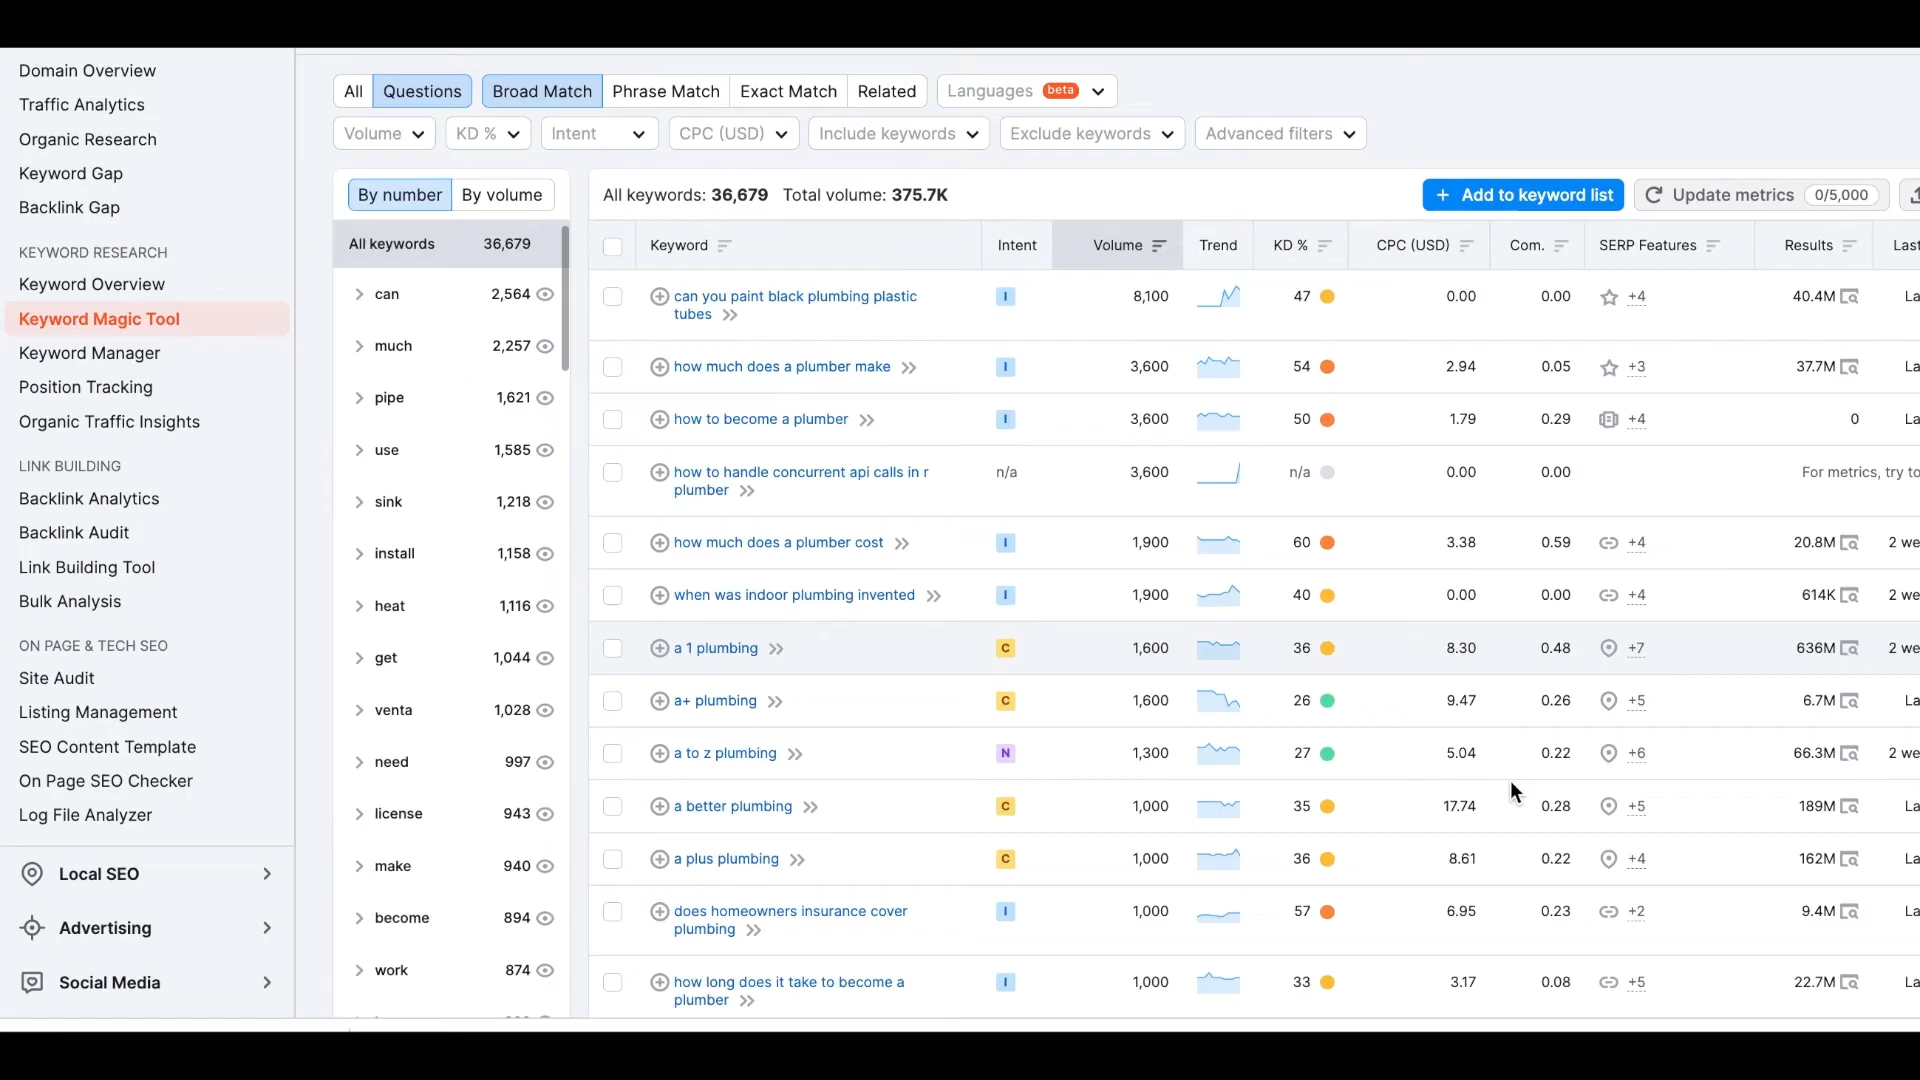 Domain Overview
Traffic Analytics
Organic Research
Keyword Gap
Backlink Gap
KEYWORD RESEARCH
Keyword Overview
Keyword Magic Tool
Keyword Manager
Position Tracking
Organic Traffic Insights
LINK BUILDING
Backlink Analytics
Backlink Audit
Link Building Tool
Bulk Analysis
ON PAGE & TECH SEO
Site Audit
Listing Management
SEO Content Template
On Page SEO Checker
Log File Analyzer
Local SEO
Advertising
Social Media
All Questions Broad Match Phrase Match Exact Match Related Languages beta
Volume KD % Intent CPC (USD) Include keywords Exclude keywords Advanced filters
By number By volume
All keywords 36,679
can 2,564
much 2,257
pipe 1,621
use 1,585
sink 1,218
install 1,158
heat 1,116
get 1,044
venta 1,028
need 997
license 943
make 940
become 894
work 874
All keywords: 36,679 Total volume: 375.7K + Add to keyword list Update metrics 0/5,000
Keyword Intent Volume Trend KD % CPC (USD) Com. SERP Features Results Last
can you paint black plumbing plastic I 8,100 47 0.00 0.00 +4 40.4M La
tubes
how much does a plumber make I 3,600 54 2.94 0.05 +3 37.7M La
how to become a plumber I 3,600 50 1.79 0.29 +4 0 La
how to handle concurrent api calls in r n/a 3,600 n/a 0.00 0.00 For metrics, try to
plumber
how much does a plumber cost I 1,900 60 3.38 0.59 +4 20.8M 2 we
when was indoor plumbing invented I 1,900 40 0.00 0.00 +4 614K 2 we
a 1 plumbing C 1,600 36 8.30 0.48 +7 636M 2 we
a+ plumbing C 1,600 26 9.47 0.26 +5 6.7M La
a to z plumbing N 1,300 27 5.04 0.22 +6 66.3M 2 we
a better plumbing C 1,000 35 17.74 0.28 +5 189M La
a plus plumbing C 1,000 36 8.61 0.22 +4 162M La
does homeowners insurance cover I 1,000 57 6.95 0.23 +2 9.4M La
plumbing
how long does it take to become a I 1,000 33 3.17 0.08 +5 22.7M La
plumber